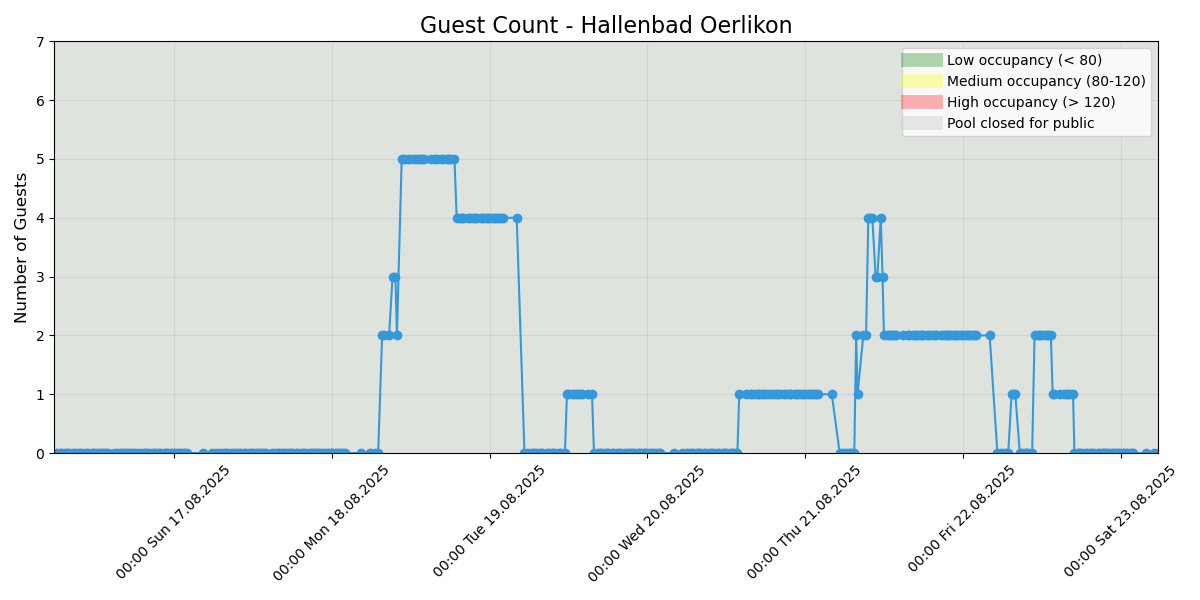 Guest Count - Hallenbad Oerlikon
Number of Guests
7
6
5
4
3
2
1
0
Low occupancy (< 80)
Medium occupancy (80-120)
High occupancy (> 120)
Pool closed for public
00:00 Sun 17.08.2025
00:00 Mon 18.08.2025
00:00 Tue 19.08.2025
00:00 Wed 20.08.2025
00:00 Thu 21.08.2025
00:00 Fri 22.08.2025
00:00 Sat 23.08.2025